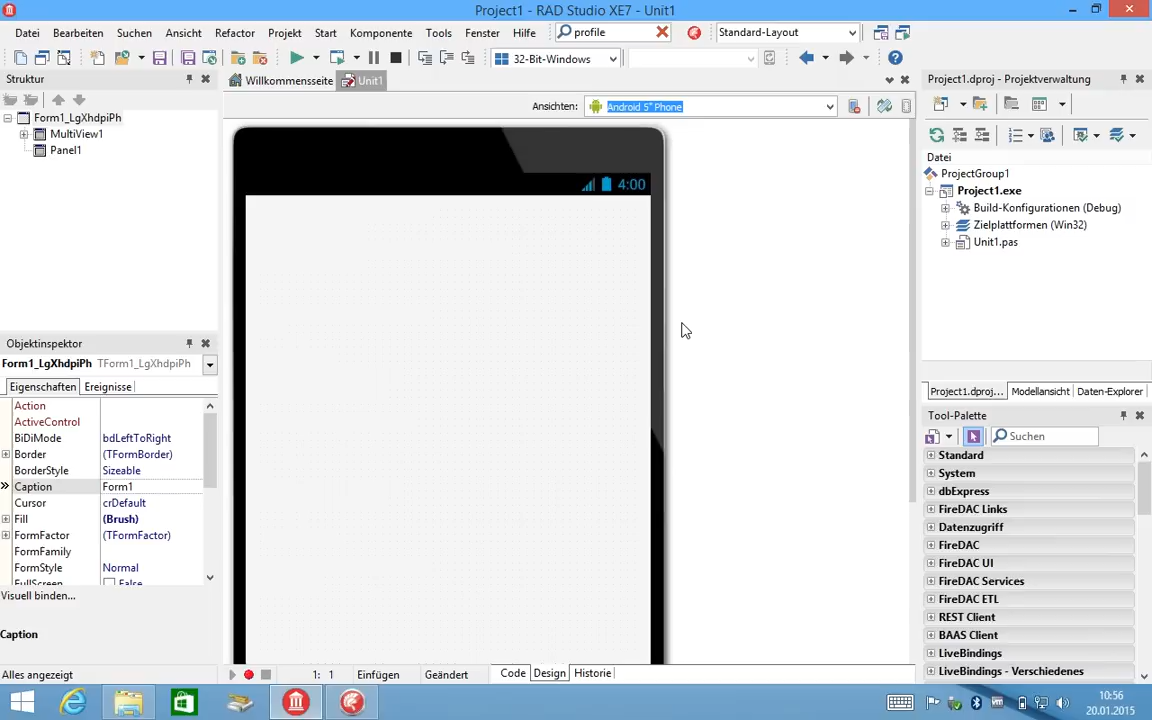 Project1 - RAD Studio XE7 - Unit1
Datei Bearbeiten Suchen Ansicht Refactor Projekt Start Komponente Tools Fenster Hilfe profile Standard-Layout
32-Bit-Windows
Struktur
Willkommensseite Unit1
Project1.dproj - Projektverwaltung
Ansichten: Android 5" Phone
Form1_LgXhdpiPh
MultiView1
Panel1
Datei
ProjectGroup1
Project1.exe
Build-Konfigurationen (Debug)
Zielplattformen (Win32)
Unit1.pas
4:00
Objektinspektor
Form1_LgXhdpiPh TForm1_LgXhdpiPh
Eigenschaften Ereignisse
Action
ActiveControl
BiDiMode bdLeftToRight
Border (TFormBorder)
BorderStyle Sizeable
Caption Form1
Cursor crDefault
Fill (Brush)
FormFactor (TFormFactor)
FormFamily
FormStyle Normal
FullScreen False
Visuell binden...
Caption
Alles angezeigt
1: 1 Einfügen Geändert Code Design Historie
Project1.dproj... Modellansicht Daten-Explorer
Tool-Palette
Suchen
Standard
System
dbExpress
FireDAC Links
Datenzugriff
FireDAC
FireDAC UI
FireDAC Services
FireDAC ETL
REST Client
BAAS Client
LiveBindings
LiveBindings - Verschiedenes
10:56
20.01.2015